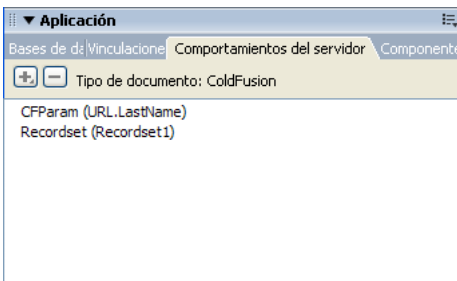 Aplicación
Bases de da Vinculacione Comportamientos del servidor Componente
Tipo de documento: ColdFusion
CFParam (URL.LastName)
Recordset (Recordset1)